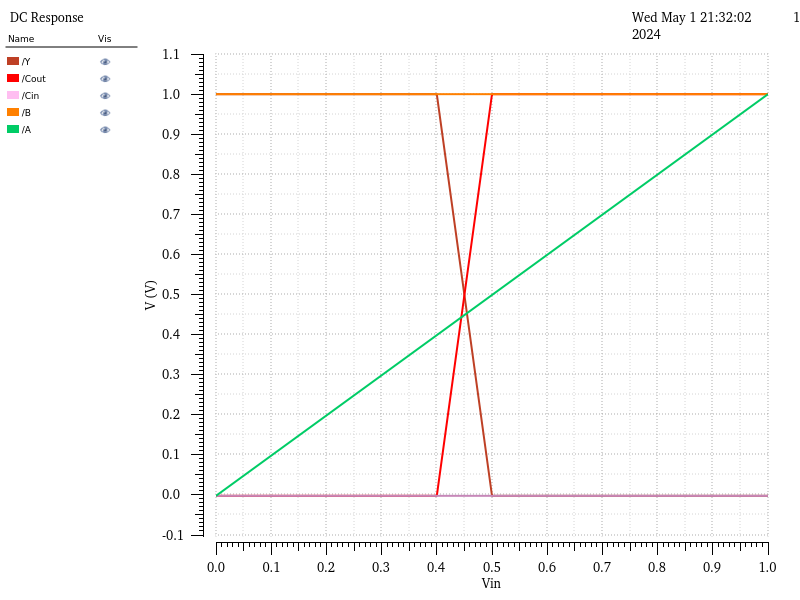 DC Response
Wed May 1 21:32:02 1
2024
Name Vis
/Y
/Cout
/Cin
/B
/A
1.1
1.0
0.9
0.8
0.7
0.6
0.5
0.4
0.3
0.2
0.1
0.0
-0.1
V (V)
0.0 0.1 0.2 0.3 0.4 0.5 0.6 0.7 0.8 0.9 1.0
Vin